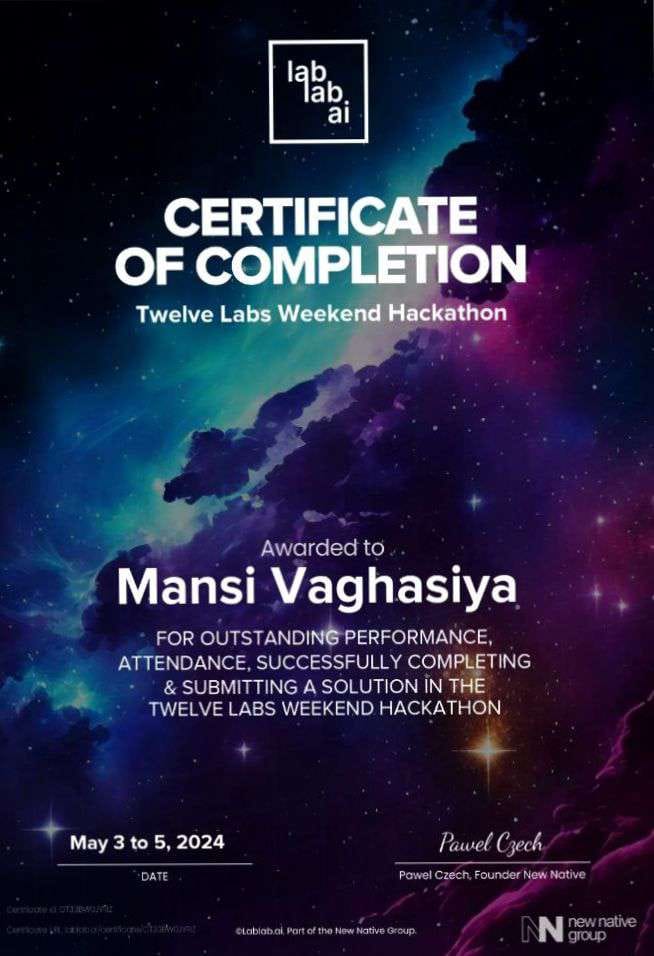 lab
lab
ai
CERTIFICATE
OF COMPLETION
Twelve Labs Weekend Hackathon
Awarded to
Mansi Vaghasiya
FOR OUTSTANDING PERFORMANCE,
ATTENDANCE, SUCCESSFULLY COMPLETING
& SUBMITTING A SOLUTION IN THE
TWELVE LABS WEEKEND HACKATHON
May 3 to 5, 2024
DATE
Pawel Czech
Pawel Czech, Founder New Native
Certificate id:
Certificate URL:
©Lablab.ai. Part of the New Native Group.
NN new native
group